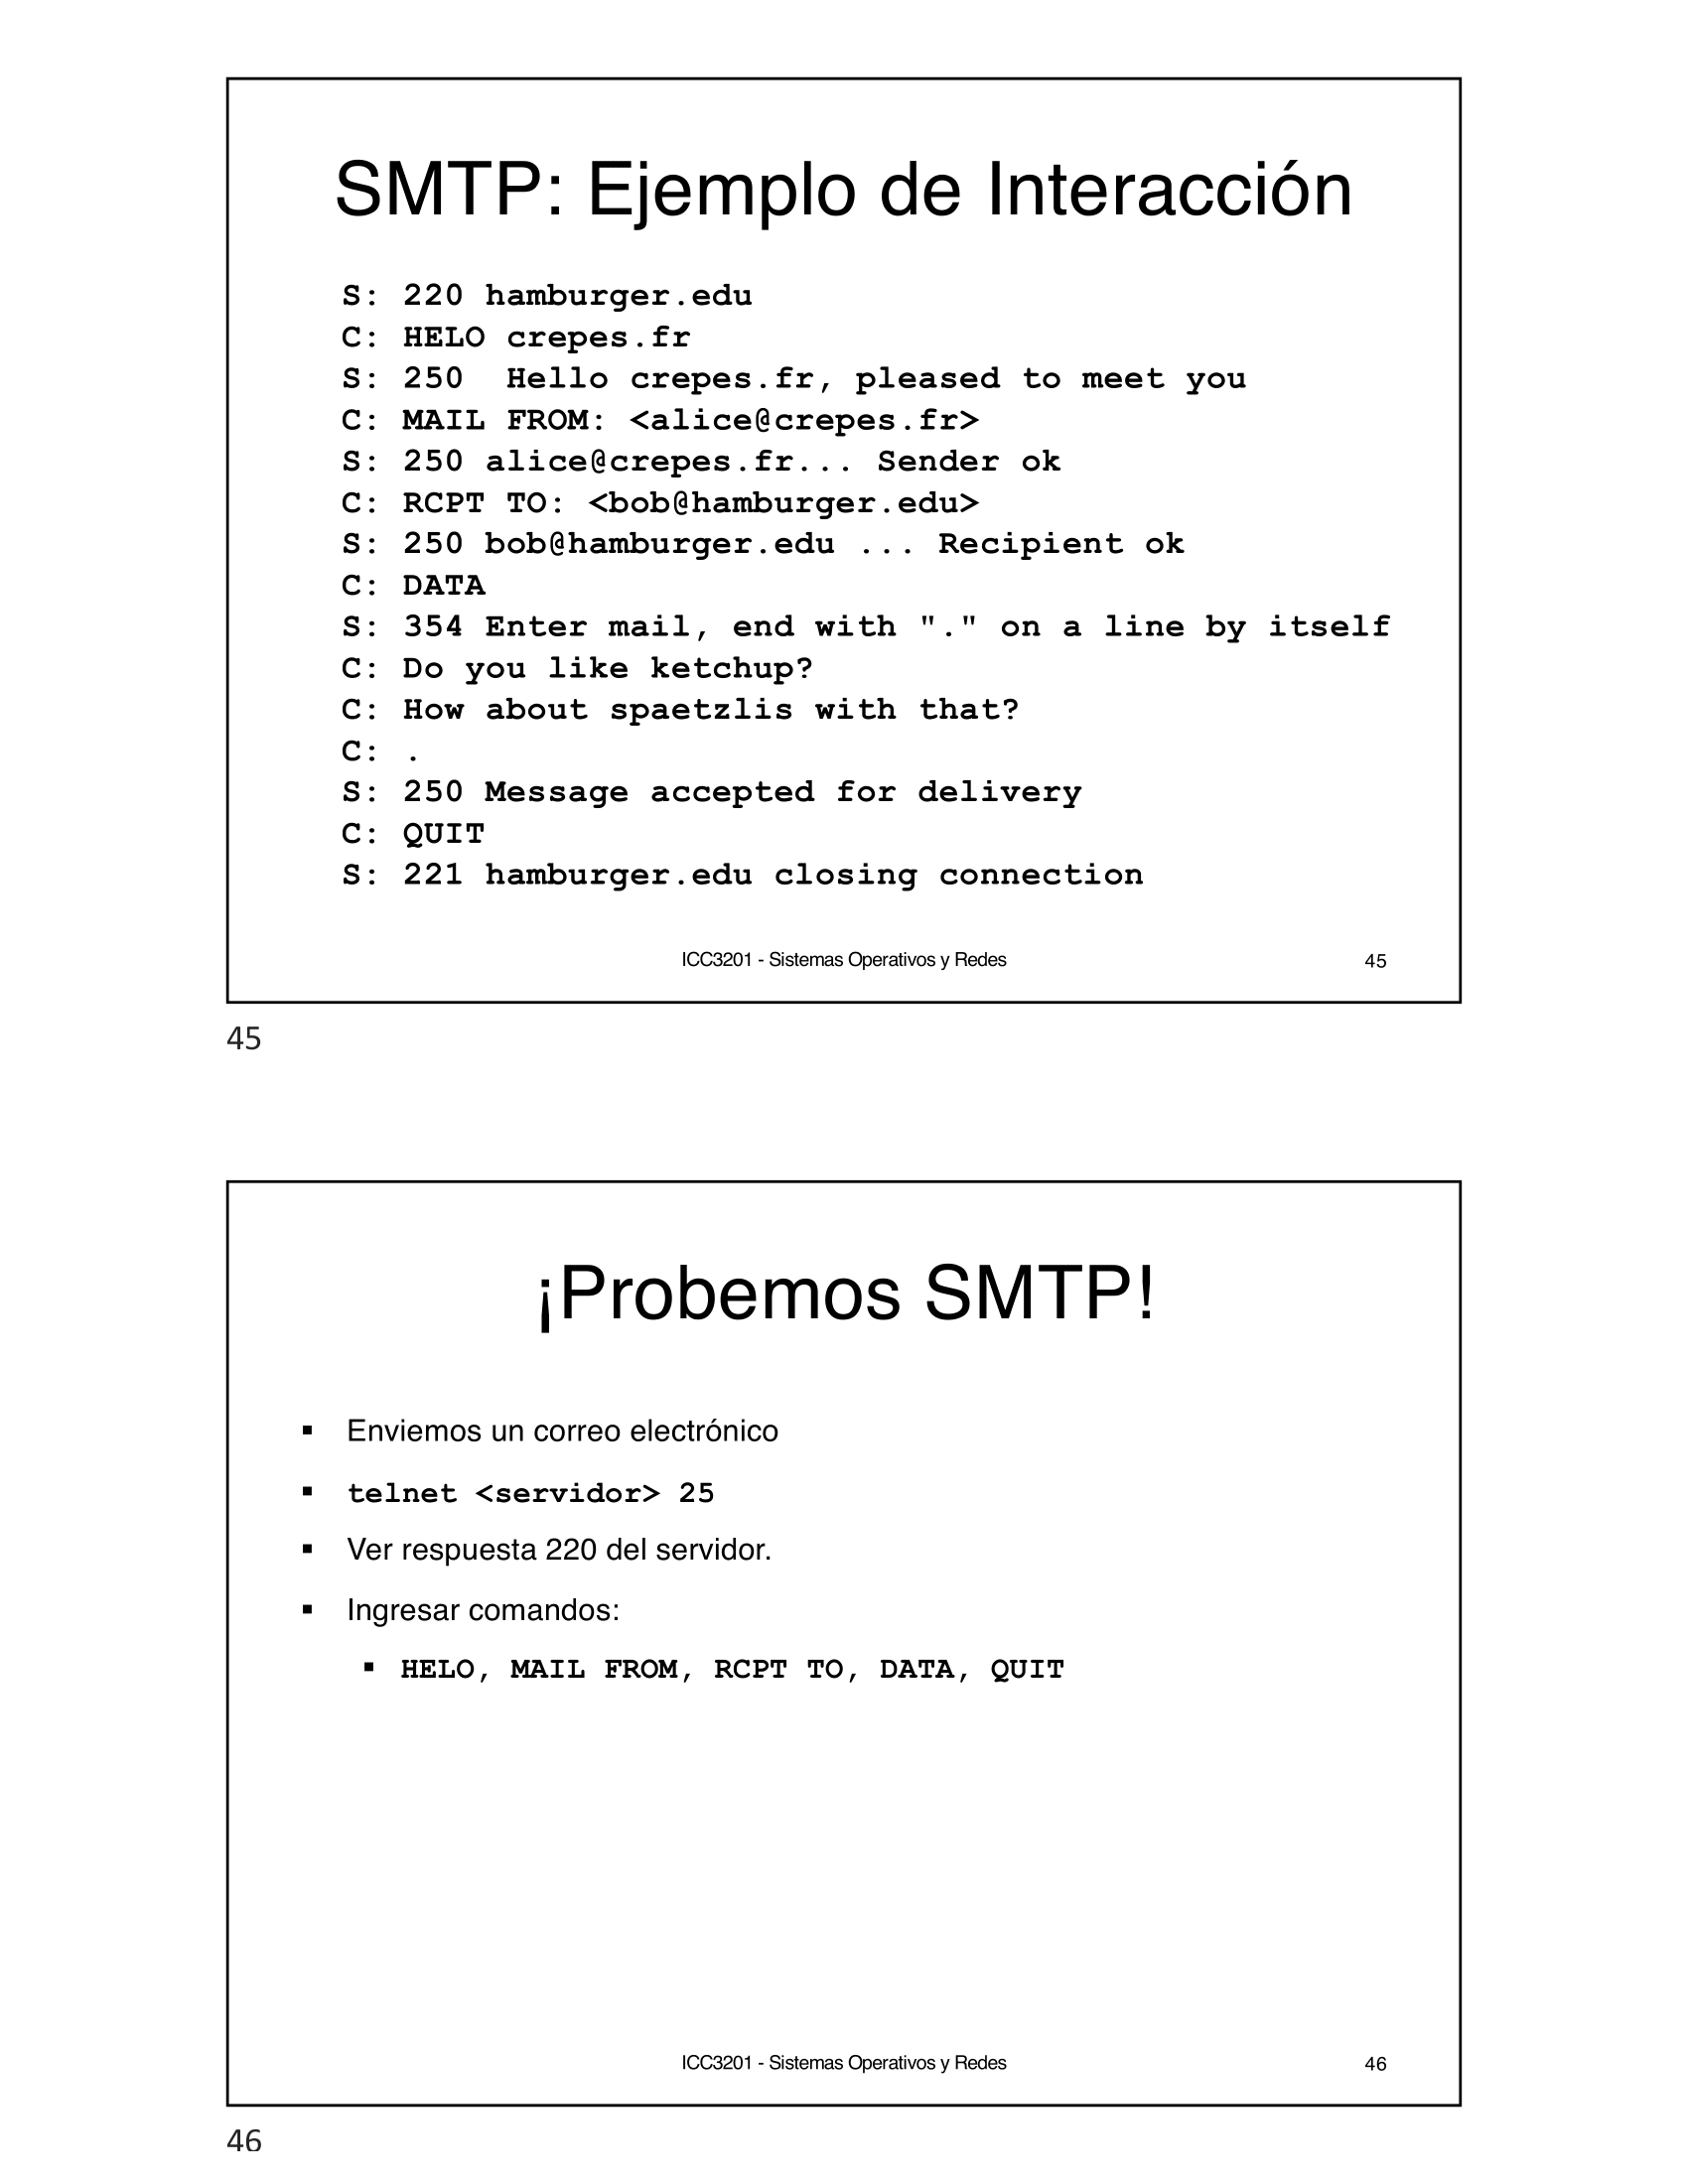 SMTP: Ejemplo de Interacción
S: 220 hamburger.edu
C: HELO crepes.fr
S: 250  Hello crepes.fr, pleased to meet you
C: MAIL FROM: <alice@crepes.fr>
S: 250 alice@crepes.fr... Sender ok
C: RCPT TO: <bob@hamburger.edu>
S: 250 bob@hamburger.edu ... Recipient ok
C: DATA
S: 354 Enter mail, end with "." on a line by itself
C: Do you like ketchup?
C: How about spaetzlis with that?
C: .
S: 250 Message accepted for delivery
C: QUIT
S: 221 hamburger.edu closing connection
ICC3201 - Sistemas Operativos y Redes 45
45
¡Probemos SMTP!
▪ Enviemos un correo electrónico
▪ telnet <servidor> 25
▪ Ver respuesta 220 del servidor.
▪ Ingresar comandos:
▪ HELO, MAIL FROM, RCPT TO, DATA, QUIT
ICC3201 - Sistemas Operativos y Redes 46
46